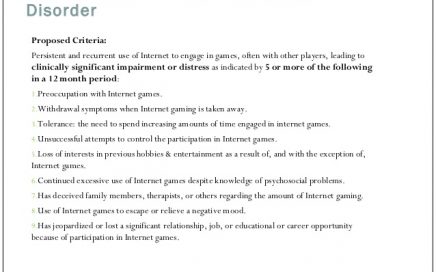 Disorder
Proposed Criteria:
Persistent and recurrent use of Internet to engage in games, often with other players, leading to
clinically significant impairment or distress as indicated by 5 or more of the following
in a 12 month period:
1.Preoccupation with Internet games.
2.Withdrawal symptoms when Internet gaming is taken away.
3.Tolerance: the need to spend increasing amounts of time engaged in internet games.
4.Unsuccessful attempts to control the participation in Internet games.
5.Loss of interests in previous hobbies & entertainment as a result of, and with the exception of,
Internet games.
6.Continued excessive use of Internet games despite knowledge of psychosocial problems.
7.Has deceived family members, therapists, or others regarding the amount of Internet gaming.
8.Use of Internet games to escape or relieve a negative mood.
9.Has jeopardized or lost a significant relationship, job, or educational or career opportunity
because of participation in Internet games.